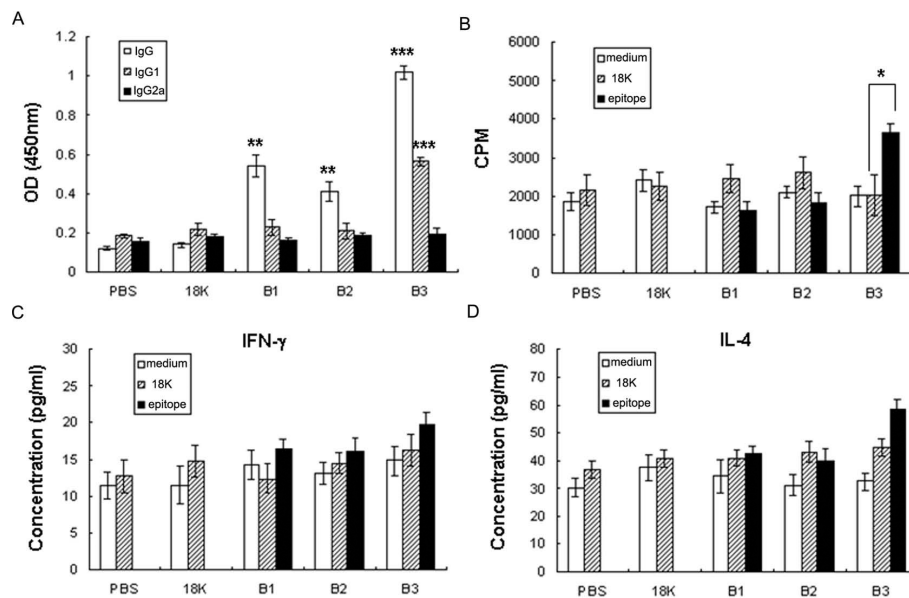 A
1.2
1
0.8
0.6
0.4
0.2
0
OD (450nm)
IgG
IgG1
IgG2a
**
**
***
***
PBS 18K B1 B2 B3
B
6000
5000
4000
3000
2000
1000
0
CPM
medium
18K
epitope
*
PBS 18K B1 B2 B3
C
IFN-γ
30
25
20
15
10
5
0
Concentration (pg/ml)
medium
18K
epitope
PBS 18K B1 B2 B3
D
IL-4
80
70
60
50
40
30
20
10
0
Concentration (pg/ml)
medium
18K
epitope
PBS 18K B1 B2 B3